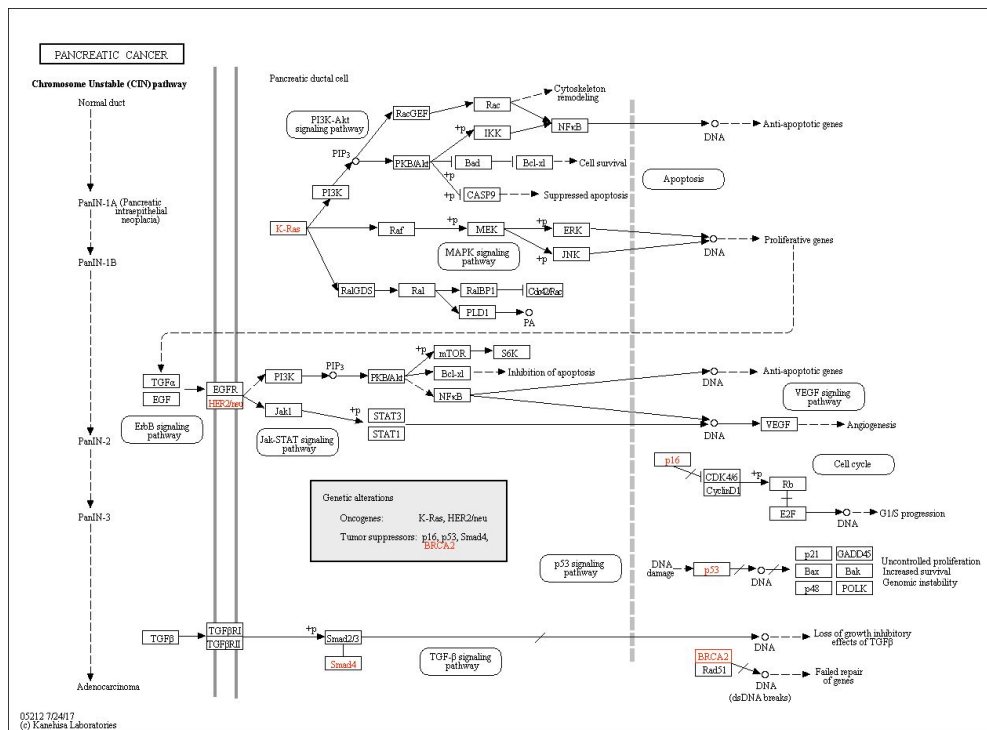 PANCREATIC CANCER
Chromosome Unstable (CIN) pathway
Normal duct
PanIN-1A (Pancreatic
intraepithelial
neoplacia)
PanIN-1B
PanIN-2
PanIN-3
Adenocarcinoma
Pancreatic ductal cell
PI3K-Akt
signaling pathway
RacGEF
Rac
Cytoskeleton
remodeling
+p
IKK
NFκB
DNA
Anti-apoptotic genes
PIP3
PKB/Akt
Bad
Bcl-xl
Cell survival
+p
+p
CASP9
Suppressed apoptosis
Apoptosis
PI3K
K-Ras
Raf
+p
MEK
+p
ERK
+p
JNK
DNA
Proliferative genes
MAPK signaling
pathway
RalGDS
Ral
RalBP1
Cdc42/Rac
PLD1
PA
TGFα
EGF
EGFR
HER2/neu
ErbB signaling
pathway
PI3K
PIP3
PKB/Akt
+p
mTOR
S6K
Bcl-xl
Inhibition of apoptosis
NFκB
DNA
Anti-apoptotic genes
Jak1
+p
STAT3
STAT1
Jak-STAT signaling
pathway
DNA
VEGF
Angiogenesis
VEGF signling
pathway
p16
CDK4/6
CyclinD1
+p
Rb
E2F
DNA
G1/S progression
Cell cycle
Genetic alterations
Oncogenes: K-Ras, HER2/neu
Tumor suppressors: p16, p53, Smad4,
BRCA2
p53 signaling
pathway
DNA
damage
p53
DNA
p21
GADD45
Bax
Bak
p48
POLK
Uncontrolled proliferation
Increased survival
Genomic instability
TGFβ
TGFβRI
TGFβRII
+p
Smad2/3
Smad4
TGF-β signaling
pathway
DNA
Loss of growth inhibitory
effects of TGFβ
BRCA2
Rad51
DNA
(dsDNA breaks)
Failed repair
of genes
05212 7/24/17
(c) Kanehisa Laboratories